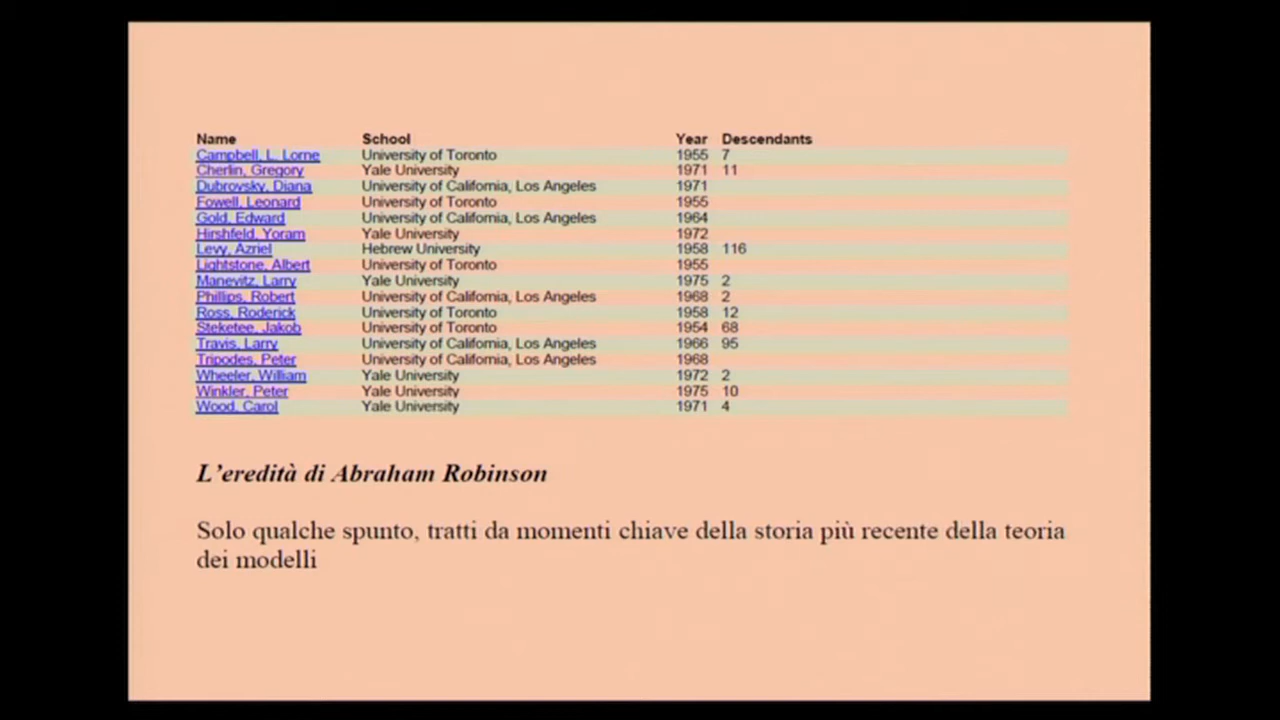 Name School Year Descendants
Campbell, L. Lorne University of Toronto 1955 7
Cherlin, Gregory Yale University 1971 11
Dubrovsky, Diana University of California, Los Angeles 1971
Fowell, Leonard University of Toronto 1955
Gold, Edward University of California, Los Angeles 1964
Hirshfeld, Yoram Yale University 1972
Levy, Azriel Hebrew University 1958 116
Lightstone, Albert University of Toronto 1955
Manevitz, Larry Yale University 1975 2
Phillips, Robert University of California, Los Angeles 1968 2
Ross, Roderick University of Toronto 1958 12
Steketee, Jakob University of Toronto 1954 68
Travis, Larry University of California, Los Angeles 1966 95
Tripodes, Peter University of California, Los Angeles 1968
Wheeler, William Yale University 1972 2
Winkler, Peter Yale University 1975 10
Wood, Carol Yale University 1971 4
L'eredità di Abraham Robinson
Solo qualche spunto, tratti da momenti chiave della storia più recente della teoria
dei modelli